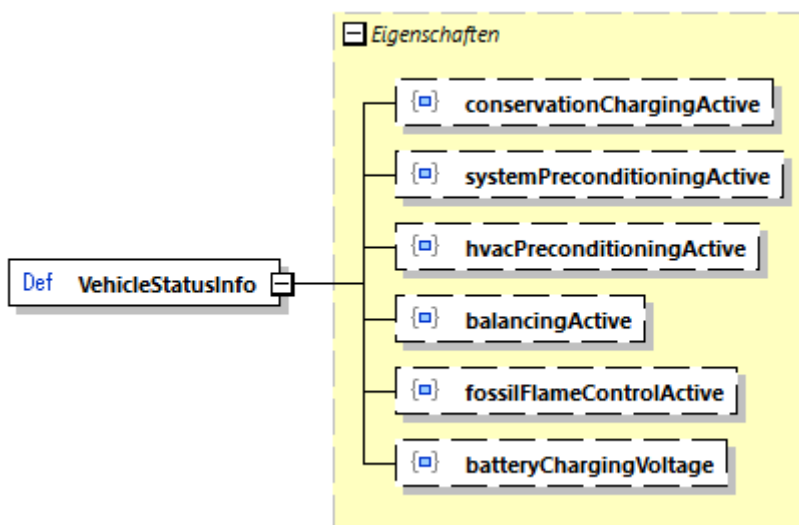 Eigenschaften
conservationChargingActive
systemPreconditioningActive
hvacPreconditioningActive
Def VehicleStatusInfo
balancingActive
fossilFlameControlActive
batteryChargingVoltage